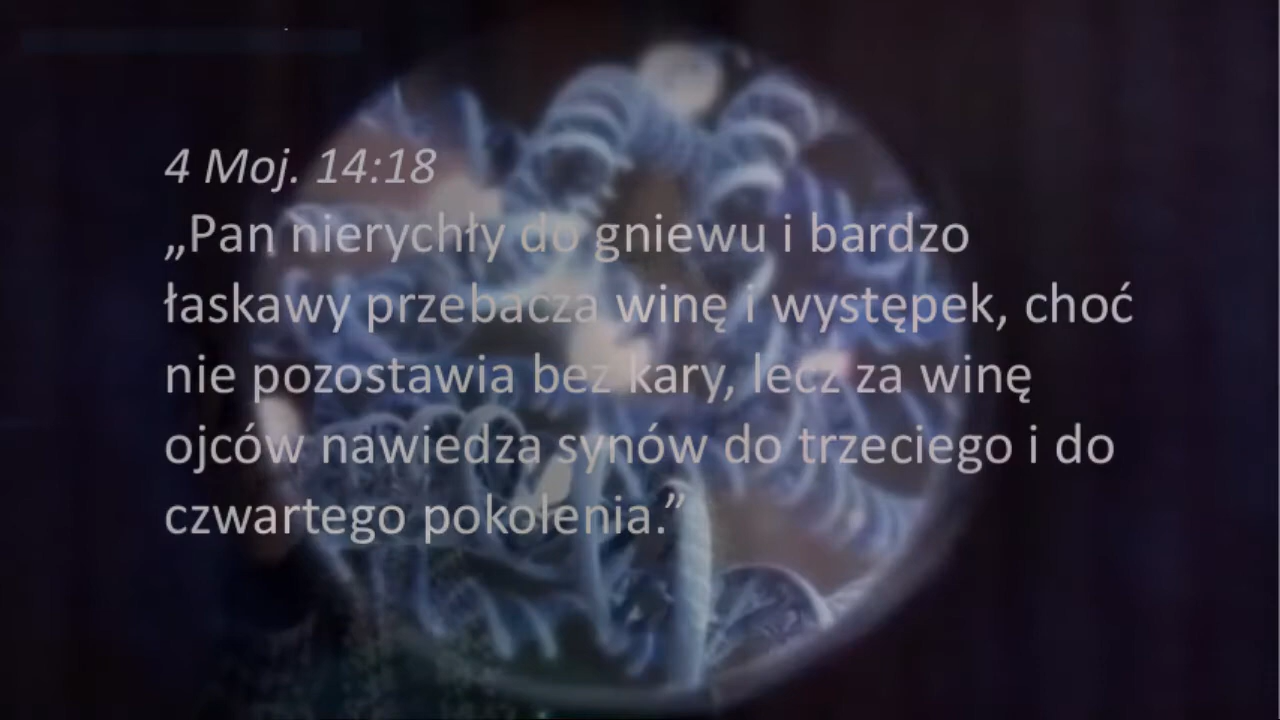 4 Moj. 14:18
„Pan nierychły do gniewu i bardzo
łaskawy przebacza winę i występek, choć
nie pozostawia bez kary, lecz za winę
ojców nawiedza synów do trzeciego i do
czwartego pokolenia.”